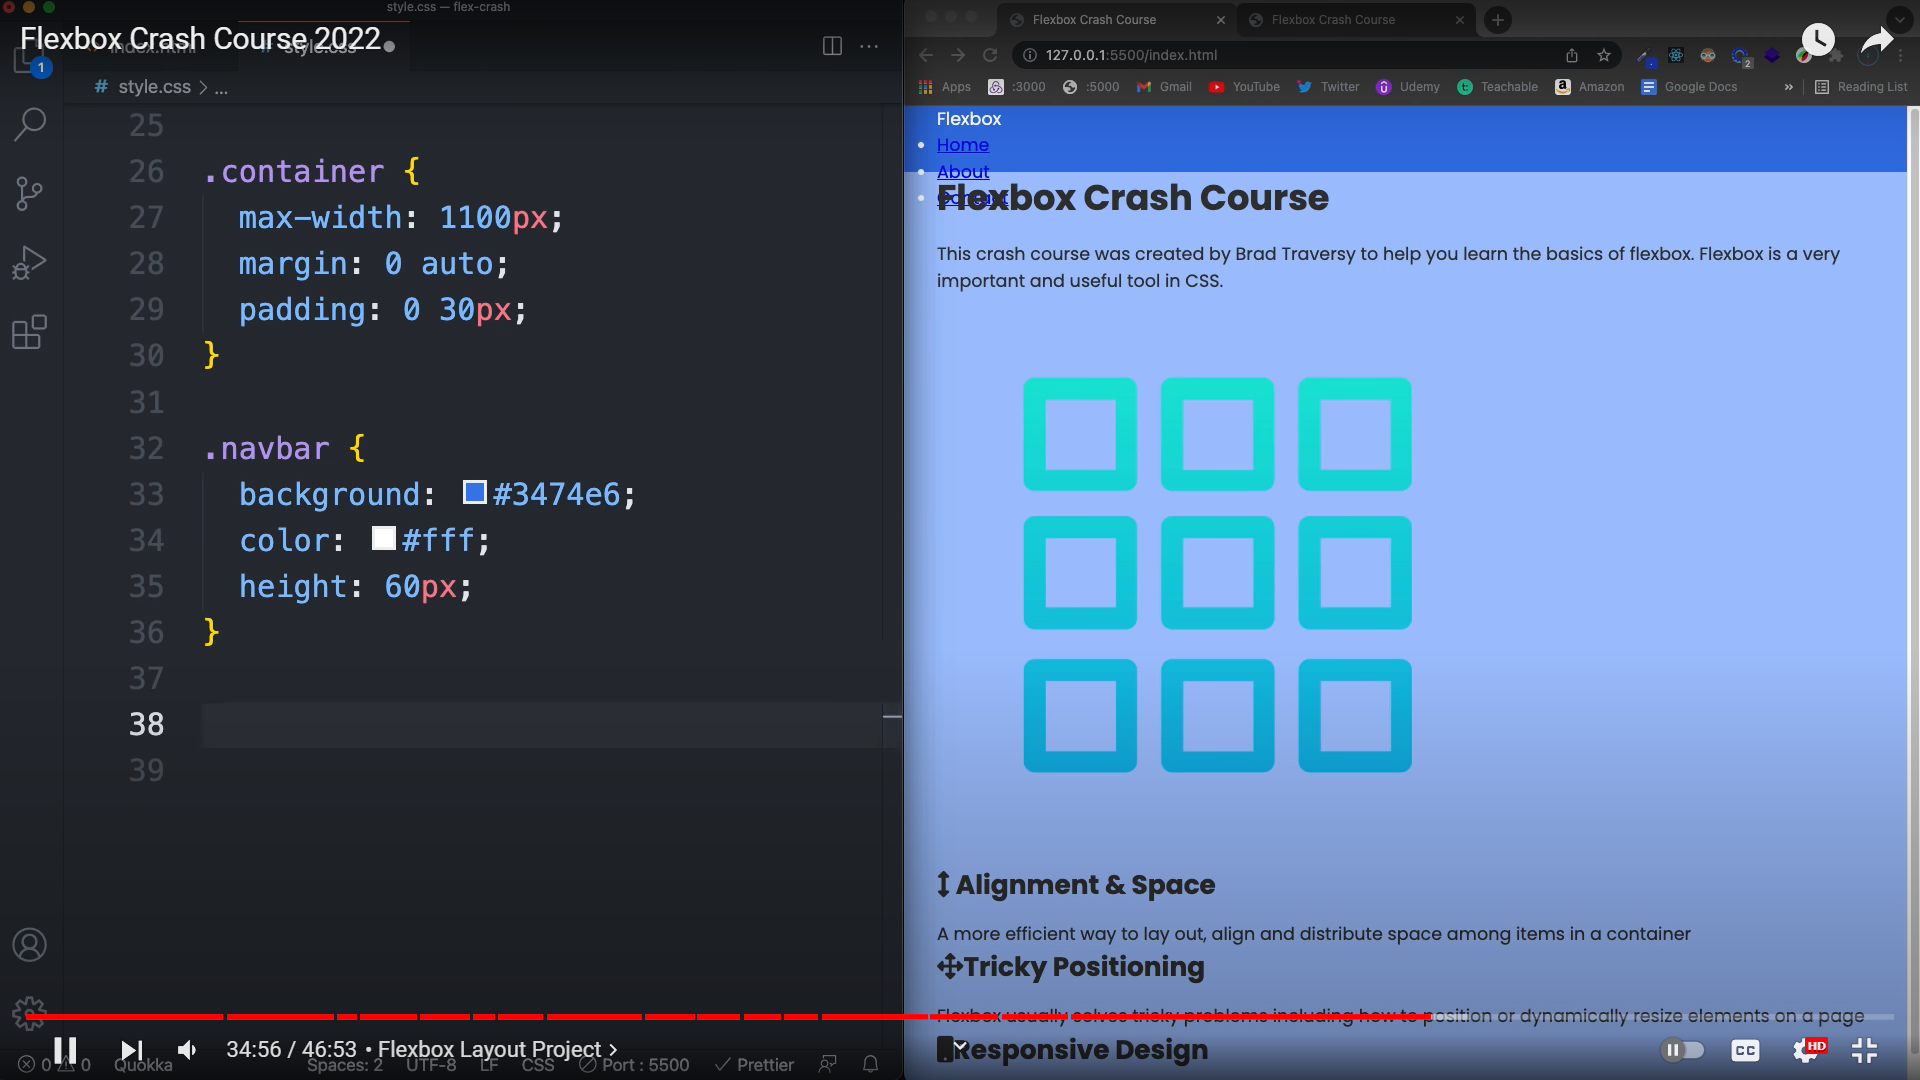 style.css — flex-crash
Flexbox Crash Course 2022
index.html
# style.css
1
# style.css > ...
25
26 .container {
27 max-width: 1100px;
28 margin: 0 auto;
29 padding: 0 30px;
30 }
31
32 .navbar {
33 background: #3474e6;
34 color: #fff;
35 height: 60px;
36 }
37
38
39
Flexbox Crash Course
Flexbox Crash Course
127.0.0.1:5500/index.html
2
Apps :3000 :5000 Gmail YouTube Twitter Udemy Teachable Amazon Google Docs » Reading List
Flexbox
Home
About
Contact
Flexbox Crash Course
This crash course was created by Brad Traversy to help you learn the basics of flexbox. Flexbox is a very
important and useful tool in CSS.
Alignment & Space
A more efficient way to lay out, align and distribute space among items in a container
Tricky Positioning
Flexbox usually solves tricky problems including how to position or dynamically resize elements on a page
Responsive Design
34:56 / 46:53 • Flexbox Layout Project >
CC
HD
0 0 Quokka Spaces: 2 UTF-8 LF CSS Port : 5500 Prettier